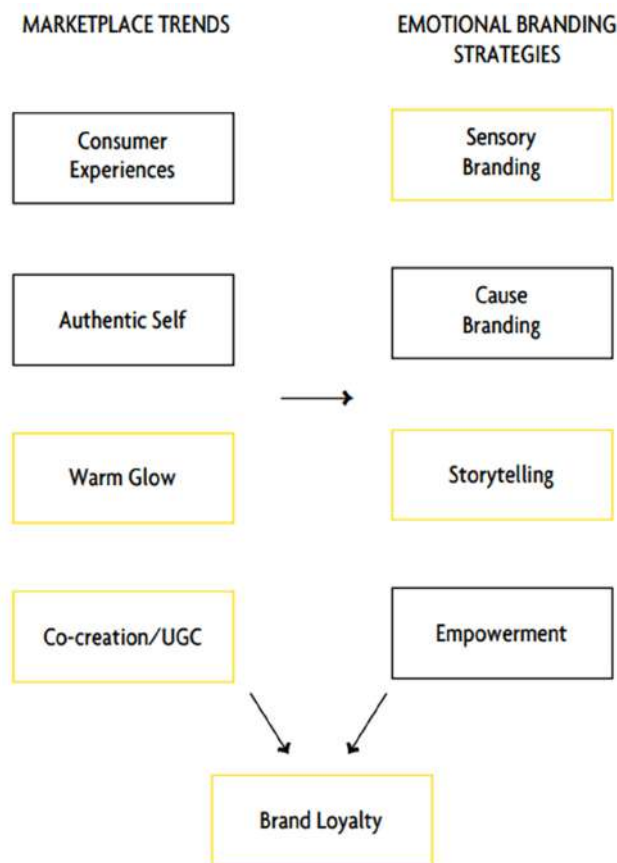 MARKETPLACE TRENDS
EMOTIONAL BRANDING
STRATEGIES
Consumer
Experiences
Sensory
Branding
Authentic Self
Cause
Branding
Warm Glow
Storytelling
Co-creation/UGC
Empowerment
Brand Loyalty